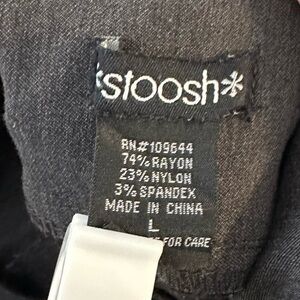 *stoosh*
RN#109644
74% RAYON
23% NYLON
3% SPANDEX
MADE IN CHINA
L
FOR CARE